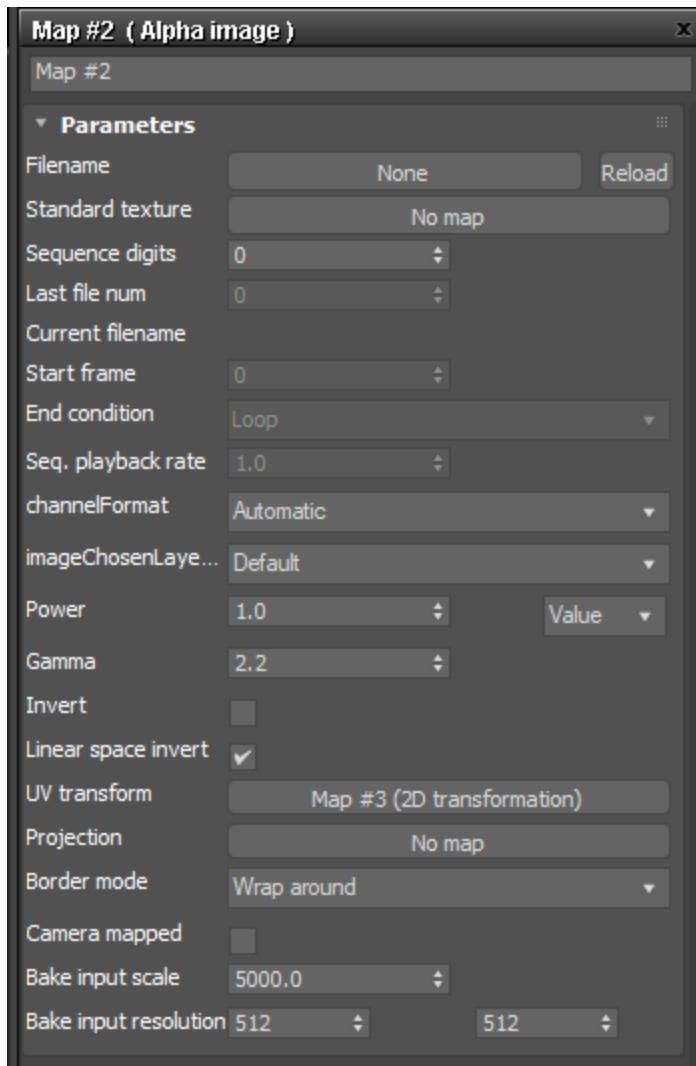 Map #2 ( Alpha image ) x
Map #2
Parameters
Filename None Reload
Standard texture No map
Sequence digits 0
Last file num 0
Current filename
Start frame 0
End condition Loop
Seq. playback rate 1.0
channelFormat Automatic
imageChosenLaye... Default
Power 1.0 Value
Gamma 2.2
Invert
Linear space invert
UV transform Map #3 (2D transformation)
Projection No map
Border mode Wrap around
Camera mapped
Bake input scale 5000.0
Bake input resolution 512 512